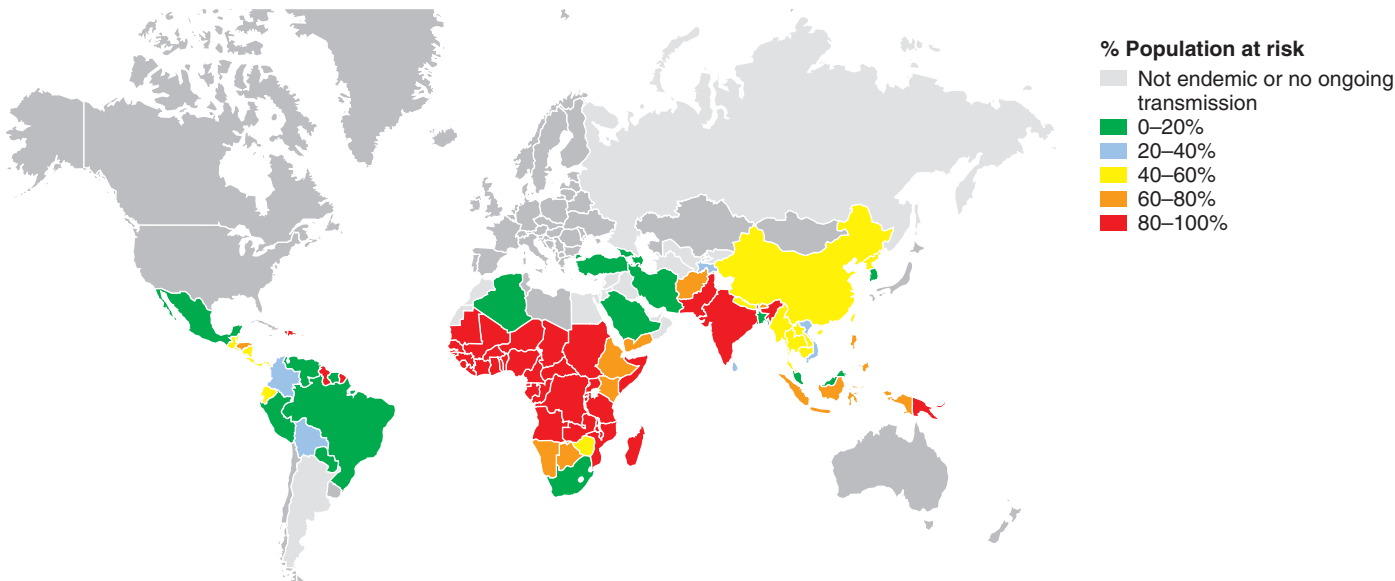 % Population at risk
Not endemic or no ongoing
transmission
0–20%
20–40%
40–60%
60–80%
80–100%